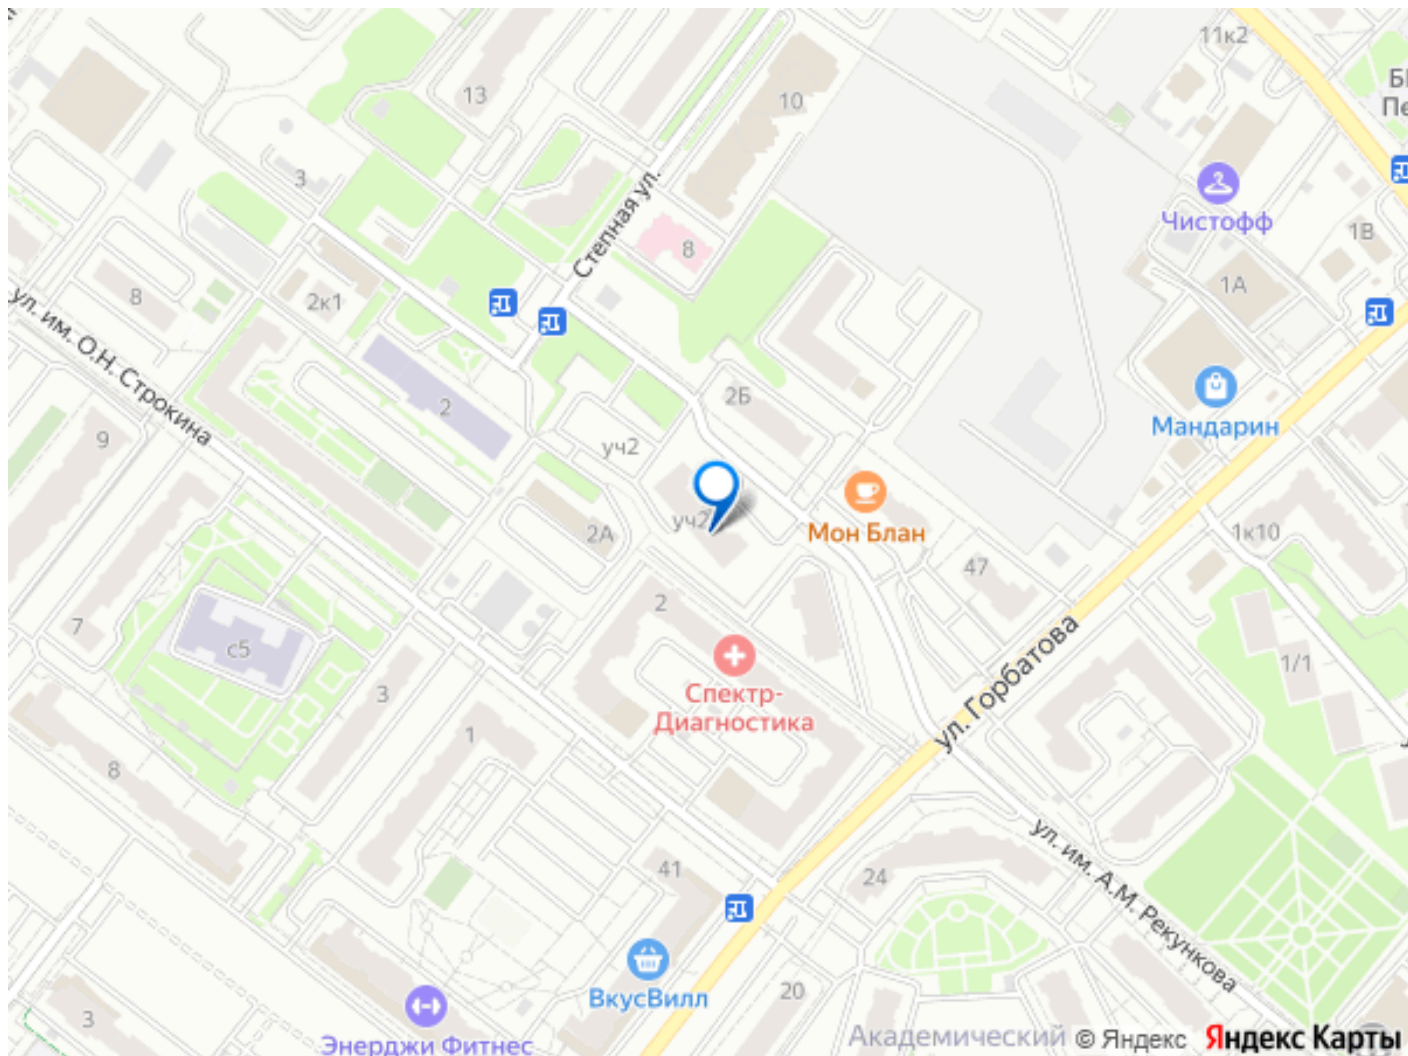 11к2
13
10
БІ
Пе
3
Степная ул.
8
Чистофф
1В
1А
8
2к1
ул. им. О.Н. Строкина
2
2Б
Мандарин
9
уч2
уч2
2А
Мон Блан
1к10
47
2
7
с5
3
1
Спектр-
Диагностика
ул. Горбатова
1/1
8
ул. им. А.М. Рекункова
41
24
ВкусВилл
20
3
Энерджи Фитнес
Академический
© Яндекс
Яндекс Карты